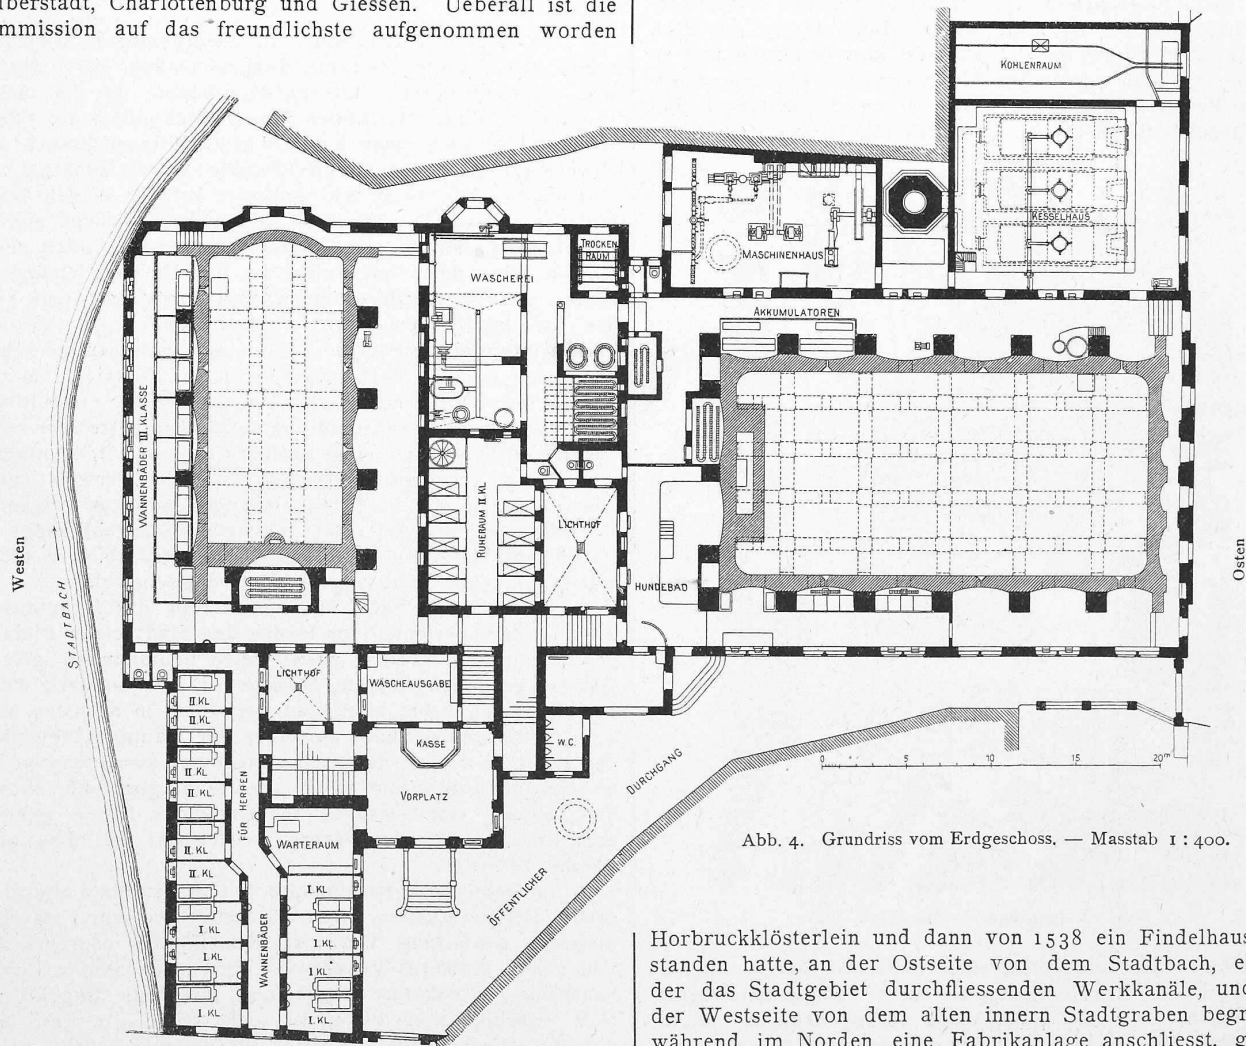 lberstadt, Charlottenburg und Giessen. Ueberall ist die
mmission auf das freundlichste aufgenommen worden
KOHLENRAUM
KESSELHAUS
MASCHINENHAUS
TROCKEN
RAUM
WASCHEREI
AKKUMULATOREN
WANNENBÄDER III. KLASSE
RUHERAUM II KL
LICHTHOF
HUNDEBAD
Westen
STADTBACH
Osten
LICHTHOF
WÄSCHEAUSGABE
KASSE
W.C.
VORPLATZ
WARTERAUM
FÜR HERREN
WANNENBÄDER
II KL
II. KL
II. KL
II. KL
II. KL
II. KL
I. KL
I. KL
I. KL
I. KL
I. KL
I KL
I. KL
ÖFFENTLICHER
DURCHGANG
0 5 10 15 20m
Abb. 4. Grundriss vom Erdgeschoss. — Masstab 1 : 400.
Horbruckklösterlein und dann von 1538 ein Findelhaus
standen hatte, an der Ostseite von dem Stadtbach, e
der das Stadtgebiet durchfliessenden Werkkanäle, und
der Westseite von dem alten innern Stadtgraben begr
während im Norden eine Fabrikanlage anschliesst, g